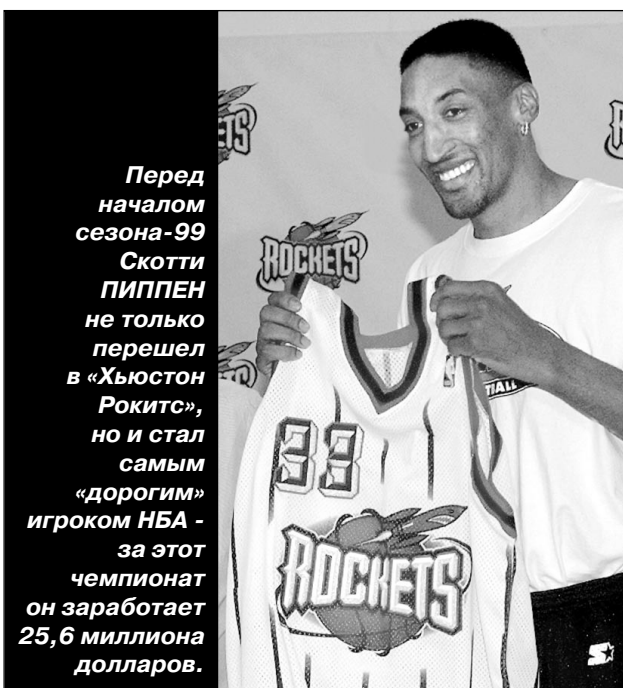 Перед
началом
сезона-99
Скотти
ПИППЕН
не только
перешел
в «Хьюстон
Рокитс»,
но и стал
самым
«дорогим»
игроком НБА -
за этот
чемпионат
он заработает
25,6 миллиона
долларов.
ETS
ROCKETS
33
ROCKETS